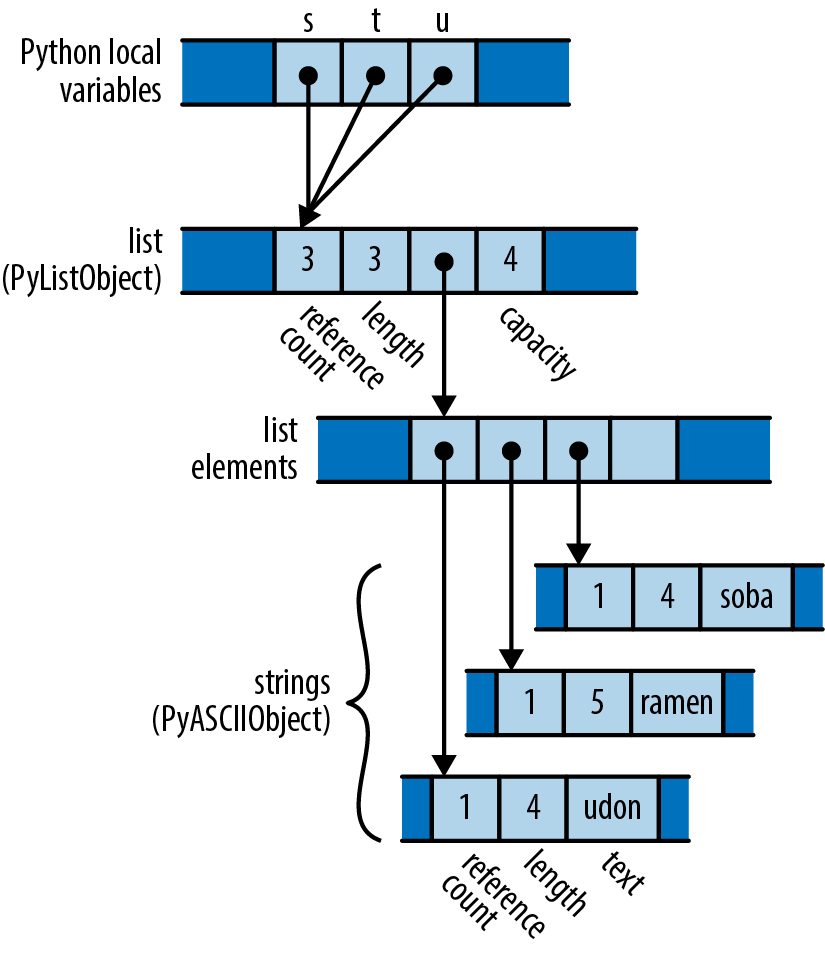 s t u
Python local
variables
list
(PyListObject)
3 3 4
reference
count
length
capacity
list
elements
1 4 soba
strings
(PyASCIIObject)
1 5 ramen
1 4 udon
reference
count
length
text